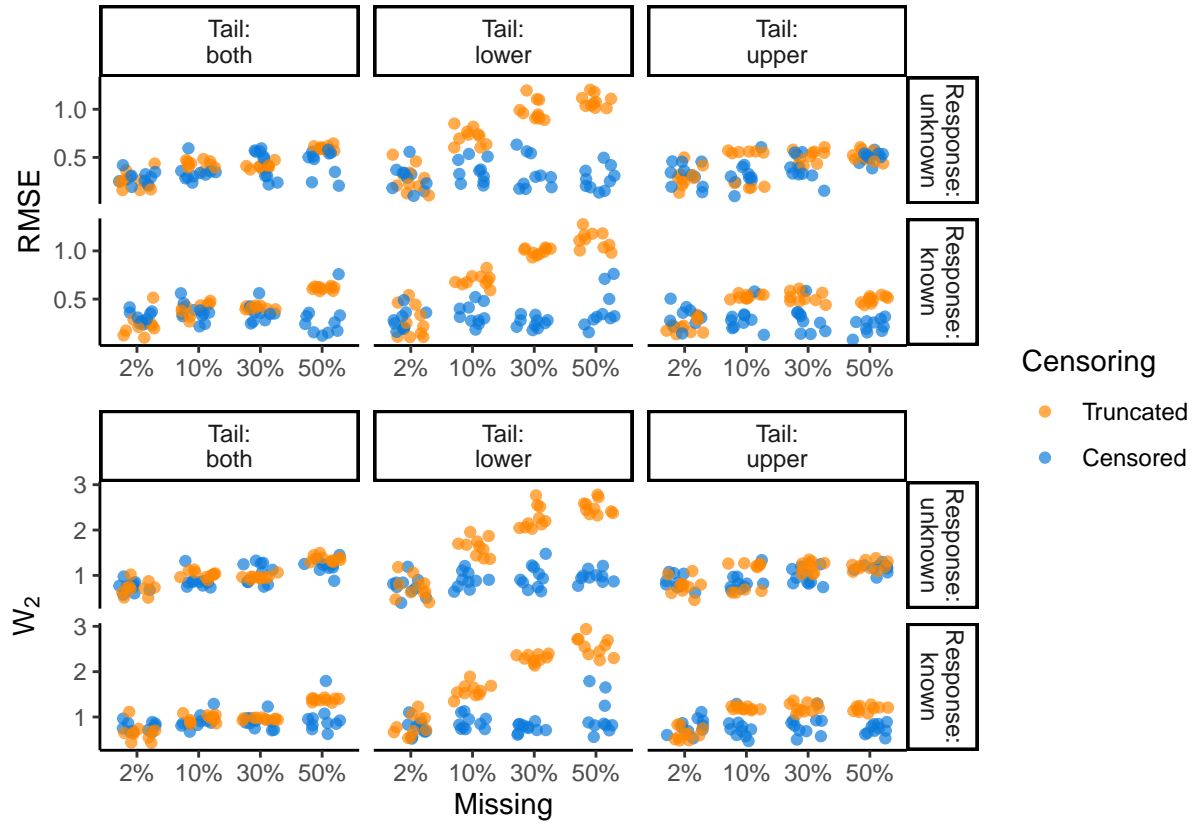 Tail:
both
Tail:
lower
Tail:
upper
1.0
0.5
Response:
unknown
RMSE
1.0
0.5
Response:
known
2%
10%
30%
50%
2%
10%
30%
50%
2%
10%
30%
50%
Censoring
Truncated
Censored
Tail:
both
Tail:
lower
Tail:
upper
3
2
1
Response:
unknown
W₂
3
2
1
Response:
known
2%
10%
30%
50%
2%
10%
30%
50%
2%
10%
30%
50%
Missing